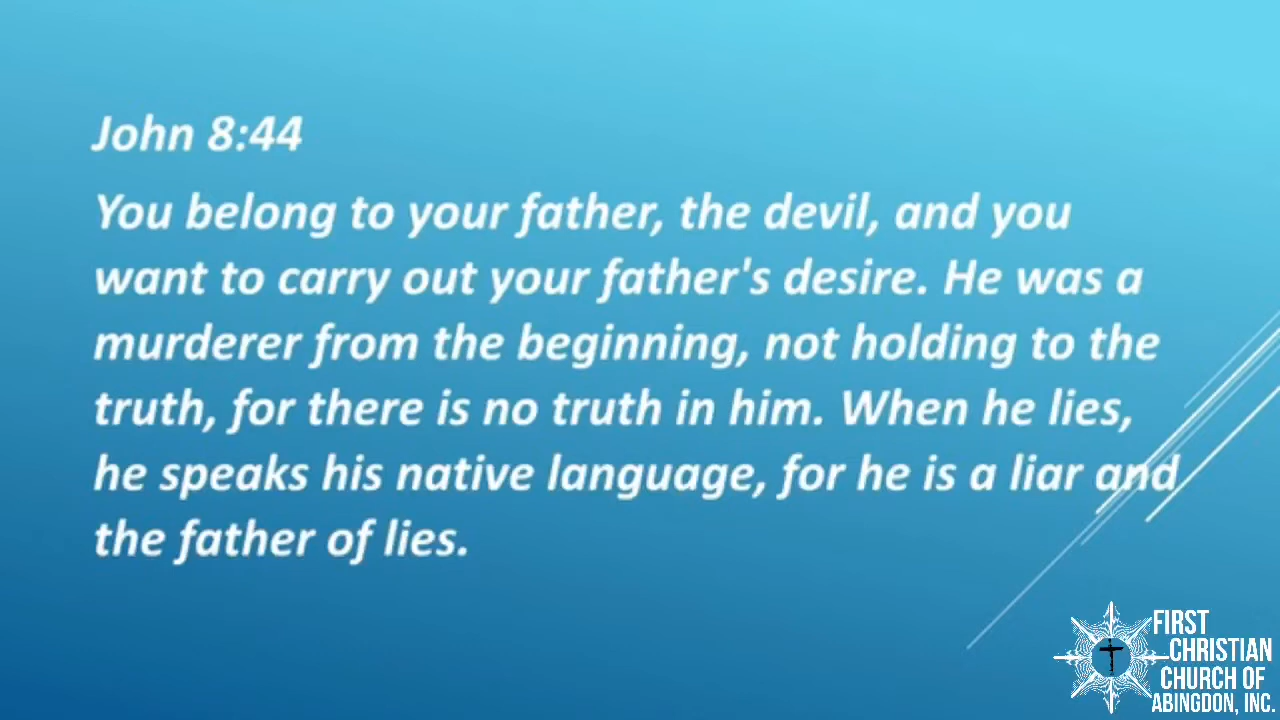 John 8:44
You belong to your father, the devil, and you
want to carry out your father's desire. He was a
murderer from the beginning, not holding to the
truth, for there is no truth in him. When he lies,
he speaks his native language, for he is a liar and
the father of lies.
FIRST
CHRISTIAN
CHURCH OF
ABINGDON, INC.